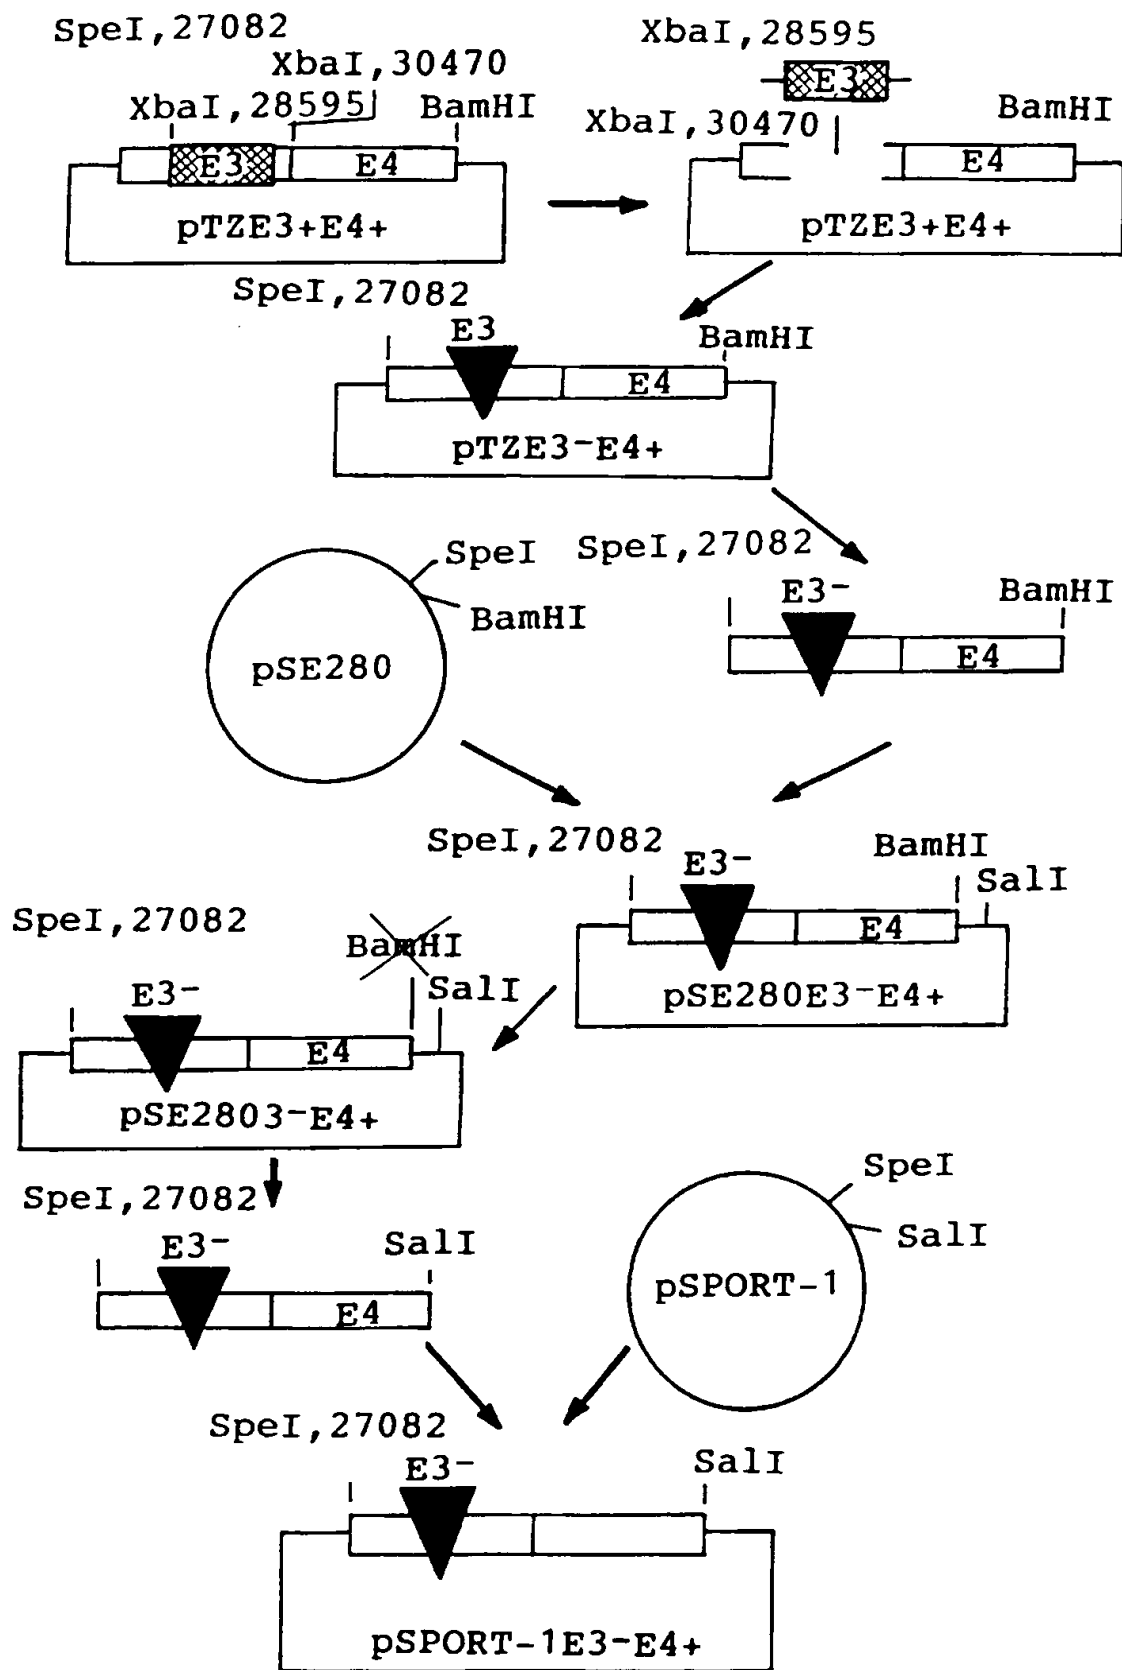 SpeI,27082
XbaI,30470
XbaI,28595
BamHI
E3
E4
pTZE3+E4+
XbaI,28595
E3
XbaI,30470
BamHI
E4
pTZE3+E4+
SpeI,27082
E3
BamHI
E4
pTZE3-E4+
SpeI
BamHI
pSE280
SpeI,27082
E3-
BamHI
E4
SpeI,27082
E3-
BamHI
SalI
E4
pSE280E3-E4+
SpeI,27082
BamHI
E3-
SalI
E4
pSE2803-E4+
SpeI,27082
E3-
SalI
E4
SpeI
SalI
pSPORT-1
SpeI,27082
E3-
SalI
pSPORT-1E3-E4+